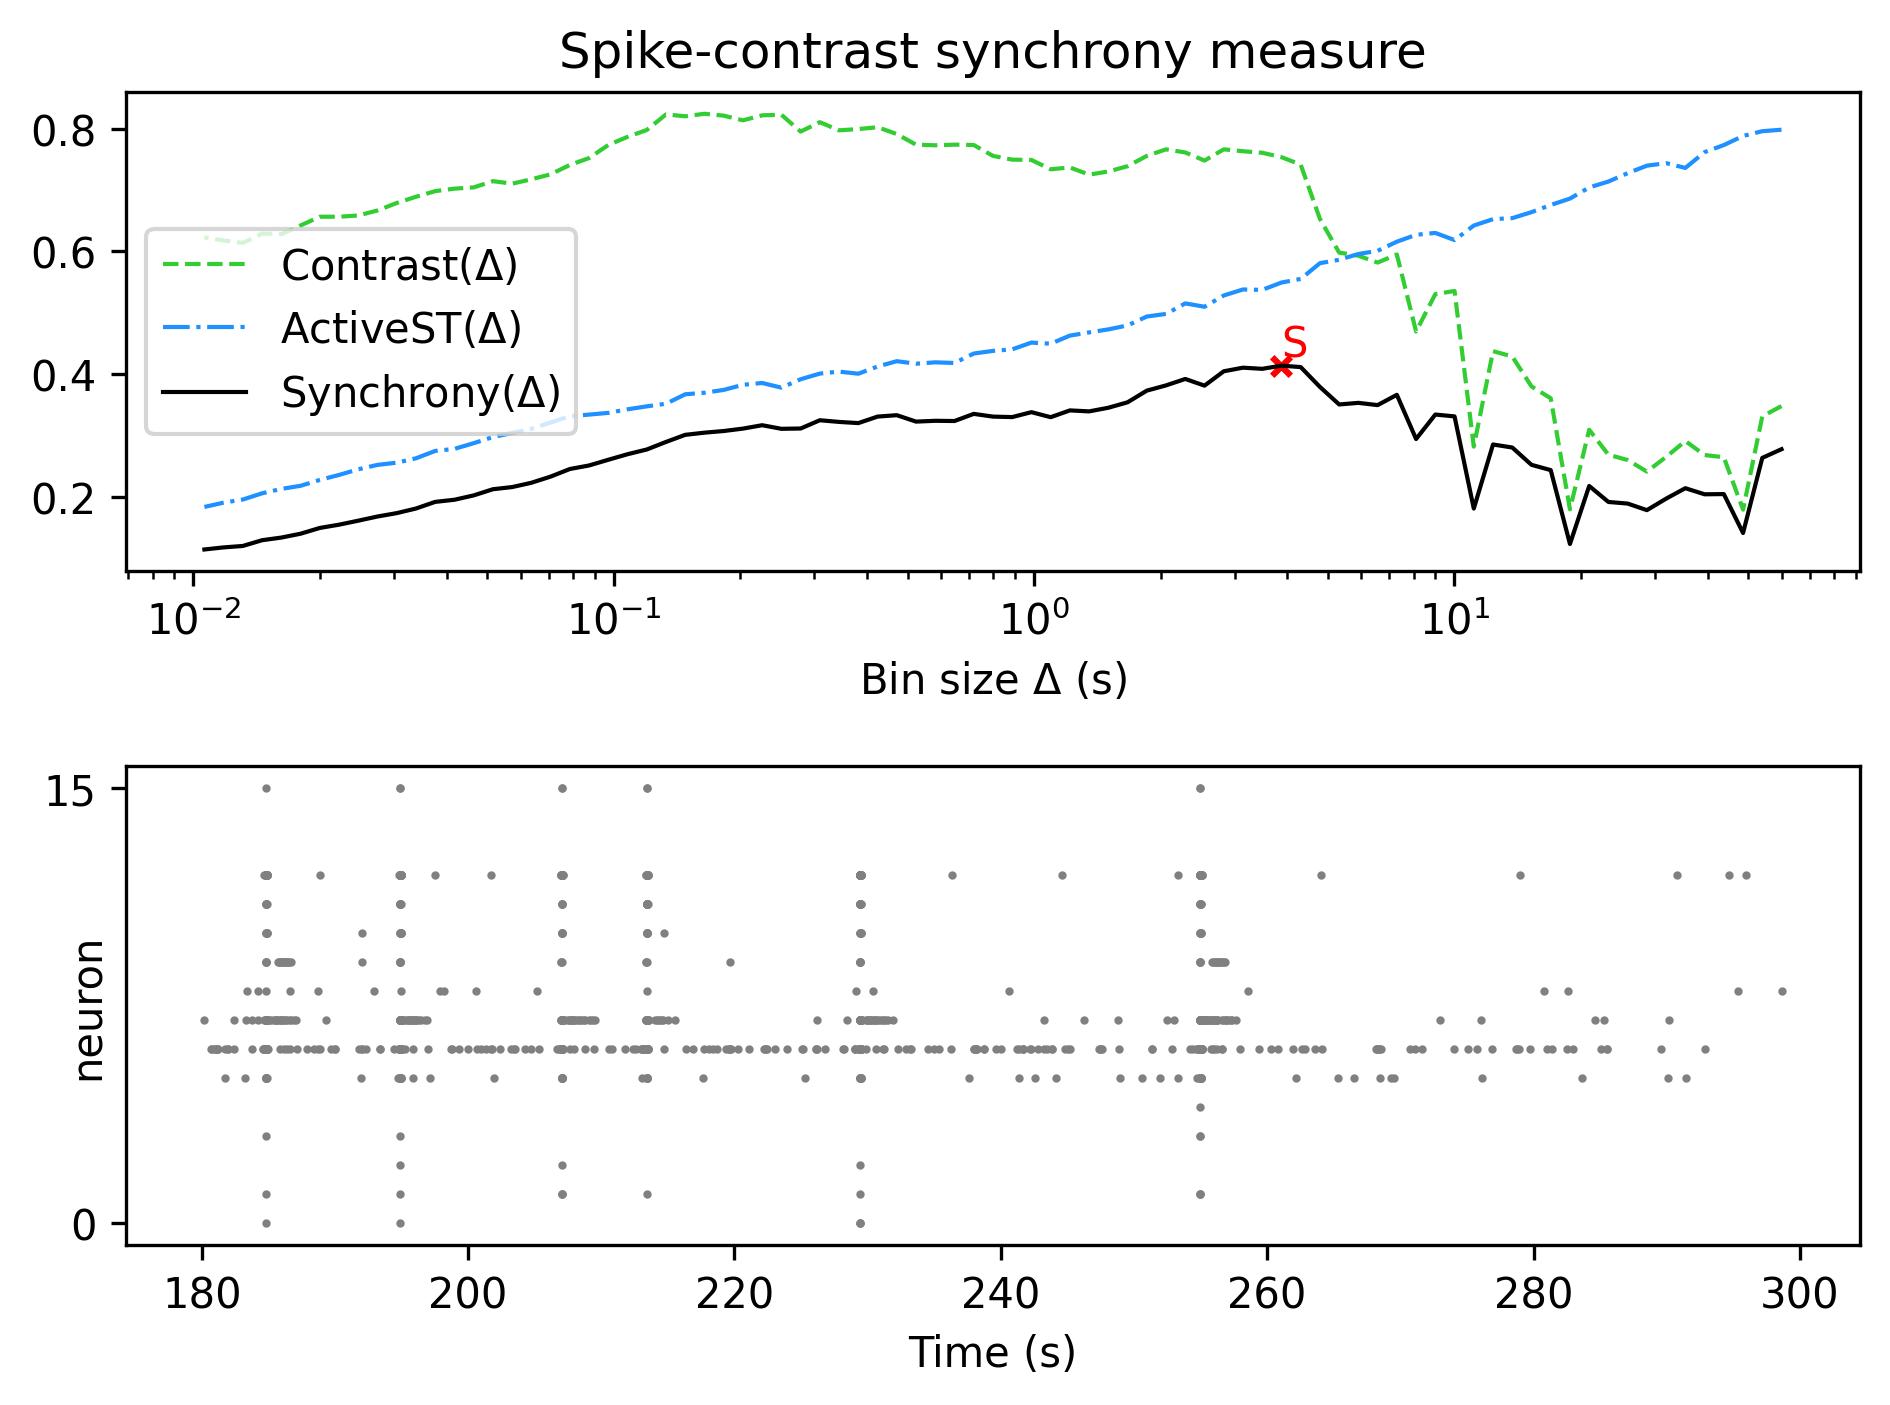 Spike-contrast synchrony measure
0.8
0.6
0.4
0.2
Contrast(Δ)
ActiveST(Δ)
Synchrony(Δ)
S
10⁻² 10⁻¹ 10⁰ 10¹
Bin size Δ (s)
15
0
neuron
180 200 220 240 260 280 300
Time (s)